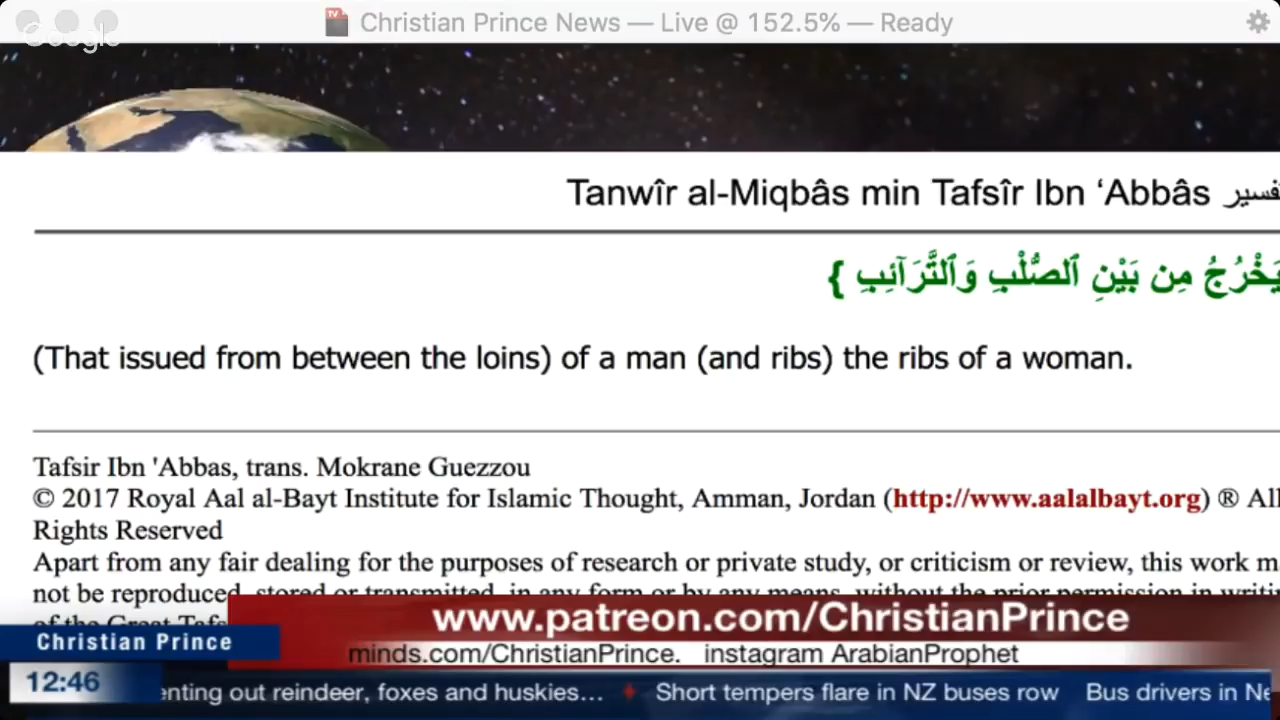 Christian Prince News — Live @ 152.5% — Ready
Google
Tanwîr al-Miqbâs min Tafsîr Ibn ‘Abbâs
يَخْرُجُ مِن بَيْنِ ٱلصُّلْبِ وَٱلتَّرَآئِبِ }
(That issued from between the loins) of a man (and ribs) the ribs of a woman.
Tafsir Ibn 'Abbas, trans. Mokrane Guezzou
© 2017 Royal Aal al-Bayt Institute for Islamic Thought, Amman, Jordan (http://www.aalalbayt.org) ® All
Rights Reserved
Apart from any fair dealing for the purposes of research or private study, or criticism or review, this work m
not be reproduced, stored or transmitted, in any form or by any means, without the prior permission in writi
of the Great Tafs
www.patreon.com/ChristianPrince
Christian Prince
minds.com/ChristianPrince. instagram ArabianProphet
12:46
enting out reindeer, foxes and huskies... Short tempers flare in NZ buses row Bus drivers in Ne